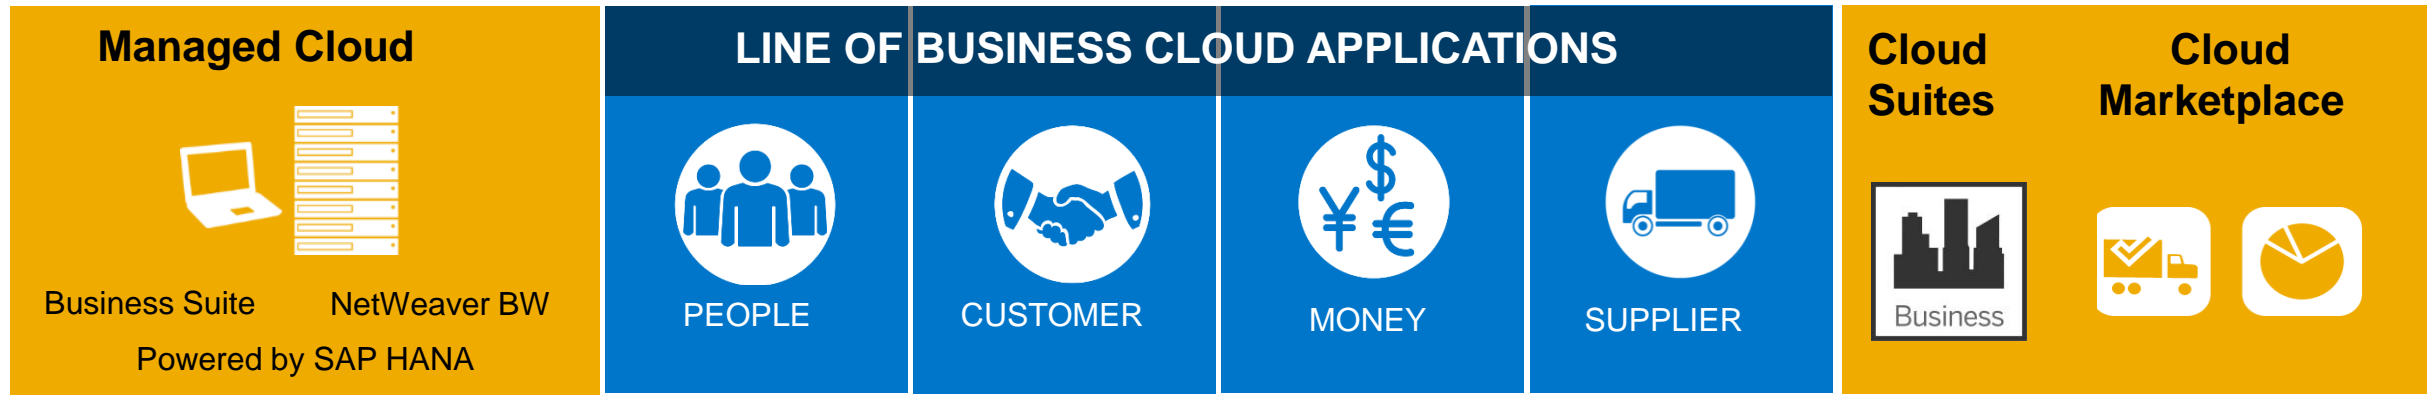 Managed Cloud
Business Suite
NetWeaver BW
Powered by SAP HANA
LINE OF BUSINESS CLOUD APPLICATIONS
PEOPLE
CUSTOMER
MONEY
SUPPLIER
Cloud
Suites
Business
Cloud
Marketplace